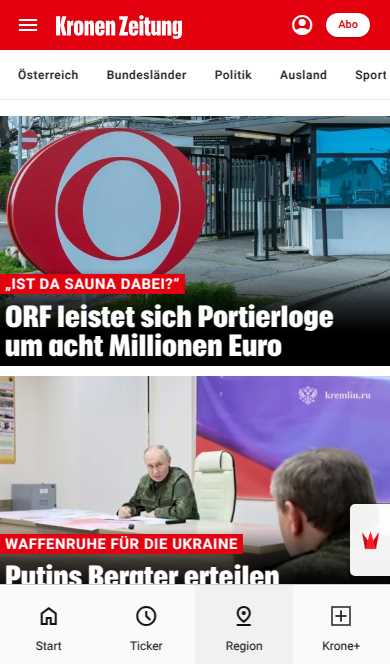 Kronen Zeitung
Abo
Österreich
Bundesländer
Politik
Ausland
Sport
„IST DA SAUNA DABEI?“
ORF leistet sich Portierloge
um acht Millionen Euro
kremlin.ru
WAFFENRUHE FÜR DIE UKRAINE
Putins Berater erteilen
Start
Ticker
Region
Krone+